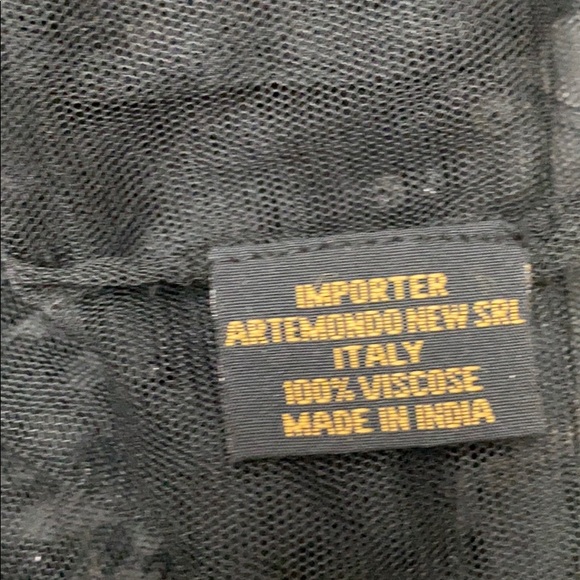 IMPORTER
ARTEMONDO NEW SRL
ITALY
100% VISCOSE
MADE IN INDIA